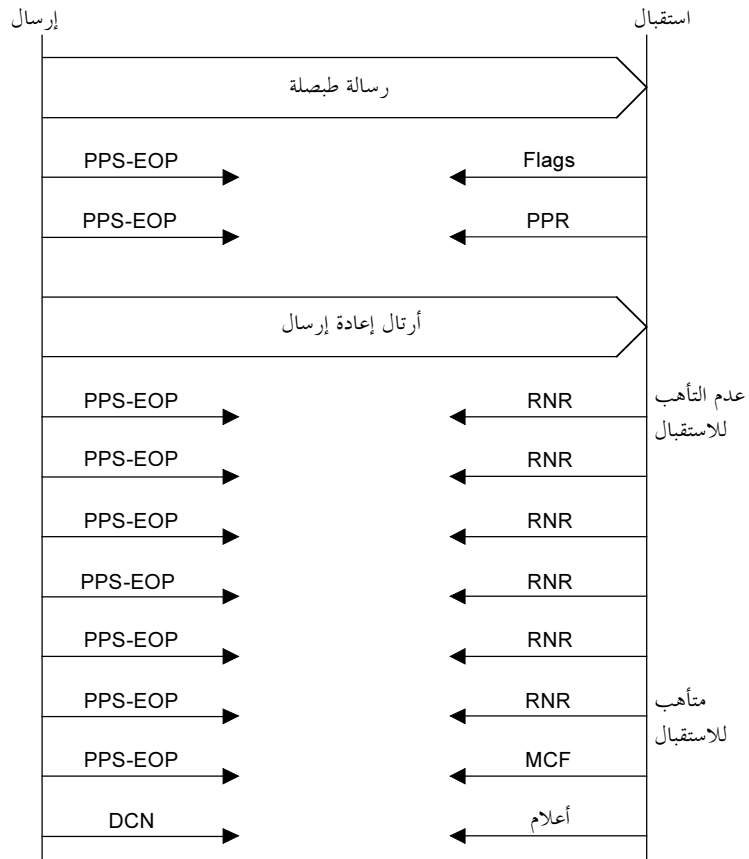 إرسال
استقبال
رسالة طبصلة
PPS-EOP
Flags
PPS-EOP
PPR
أرتال إعادة إرسال
PPS-EOP
RNR
عدم التأهب
للاستقبال
PPS-EOP
RNR
PPS-EOP
RNR
PPS-EOP
RNR
PPS-EOP
RNR
PPS-EOP
RNR
متأهب
للاستقبال
PPS-EOP
MCF
DCN
أعلام